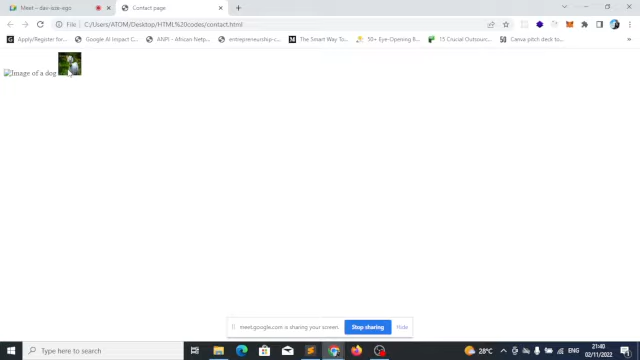 Meet – dav-soze-ego
Contact page
File
C:/Users/ATOM/Desktop/HTML%20codes/contact.html
Apply/Register for...
Google AI Impact C...
ANPI - African Netp...
entrepreneurship-c...
The Smart Way To...
50+ Eye-Opening B...
15 Crucial Outsourc...
Canva pitch deck to...
Image of a dog
meet.google.com is sharing your screen.
Stop sharing
Hide
Type here to search
28°C
ENG
21:40
02/11/2022